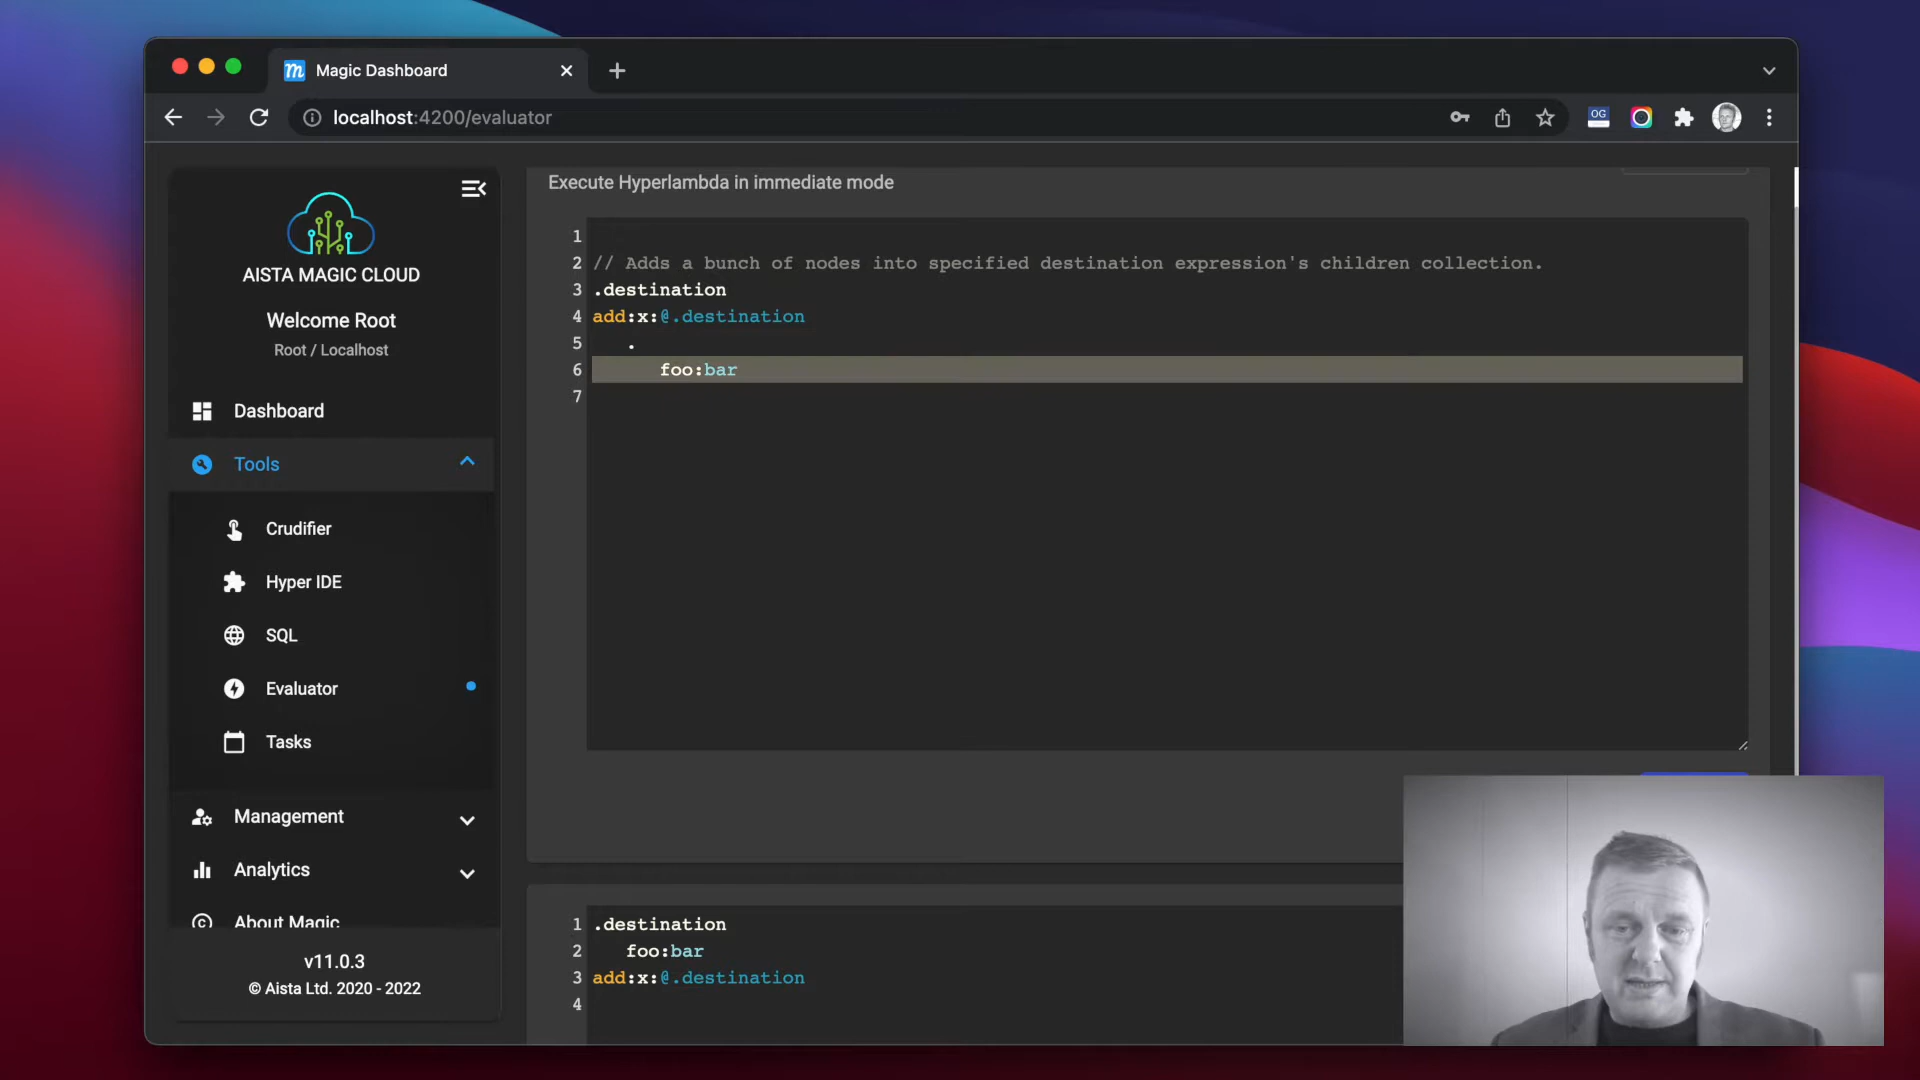 Magic Dashboard
localhost:4200/evaluator
OG
AISTA MAGIC CLOUD
Welcome Root
Root / Localhost
Dashboard
Tools
Crudifier
Hyper IDE
SQL
Evaluator
Tasks
Management
Analytics
About Magic
v11.0.3
© Aista Ltd. 2020 - 2022
Execute Hyperlambda in immediate mode
1
2 // Adds a bunch of nodes into specified destination expression's children collection.
3 .destination
4 add:x:@.destination
5    .
6       foo:bar
7
1 .destination
2    foo:bar
3 add:x:@.destination
4